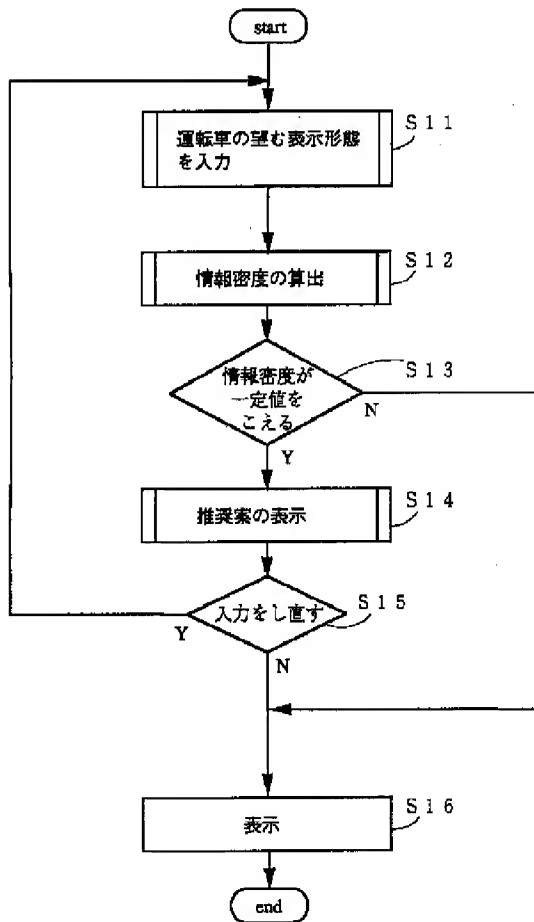 start
運転車の望む表示形態
を入力
S11
情報密度の算出
S12
情報密度が
一定値を
こえる
S13
N
Y
推奨案の表示
S14
入力をし直す
S15
Y
N
表示
S16
end